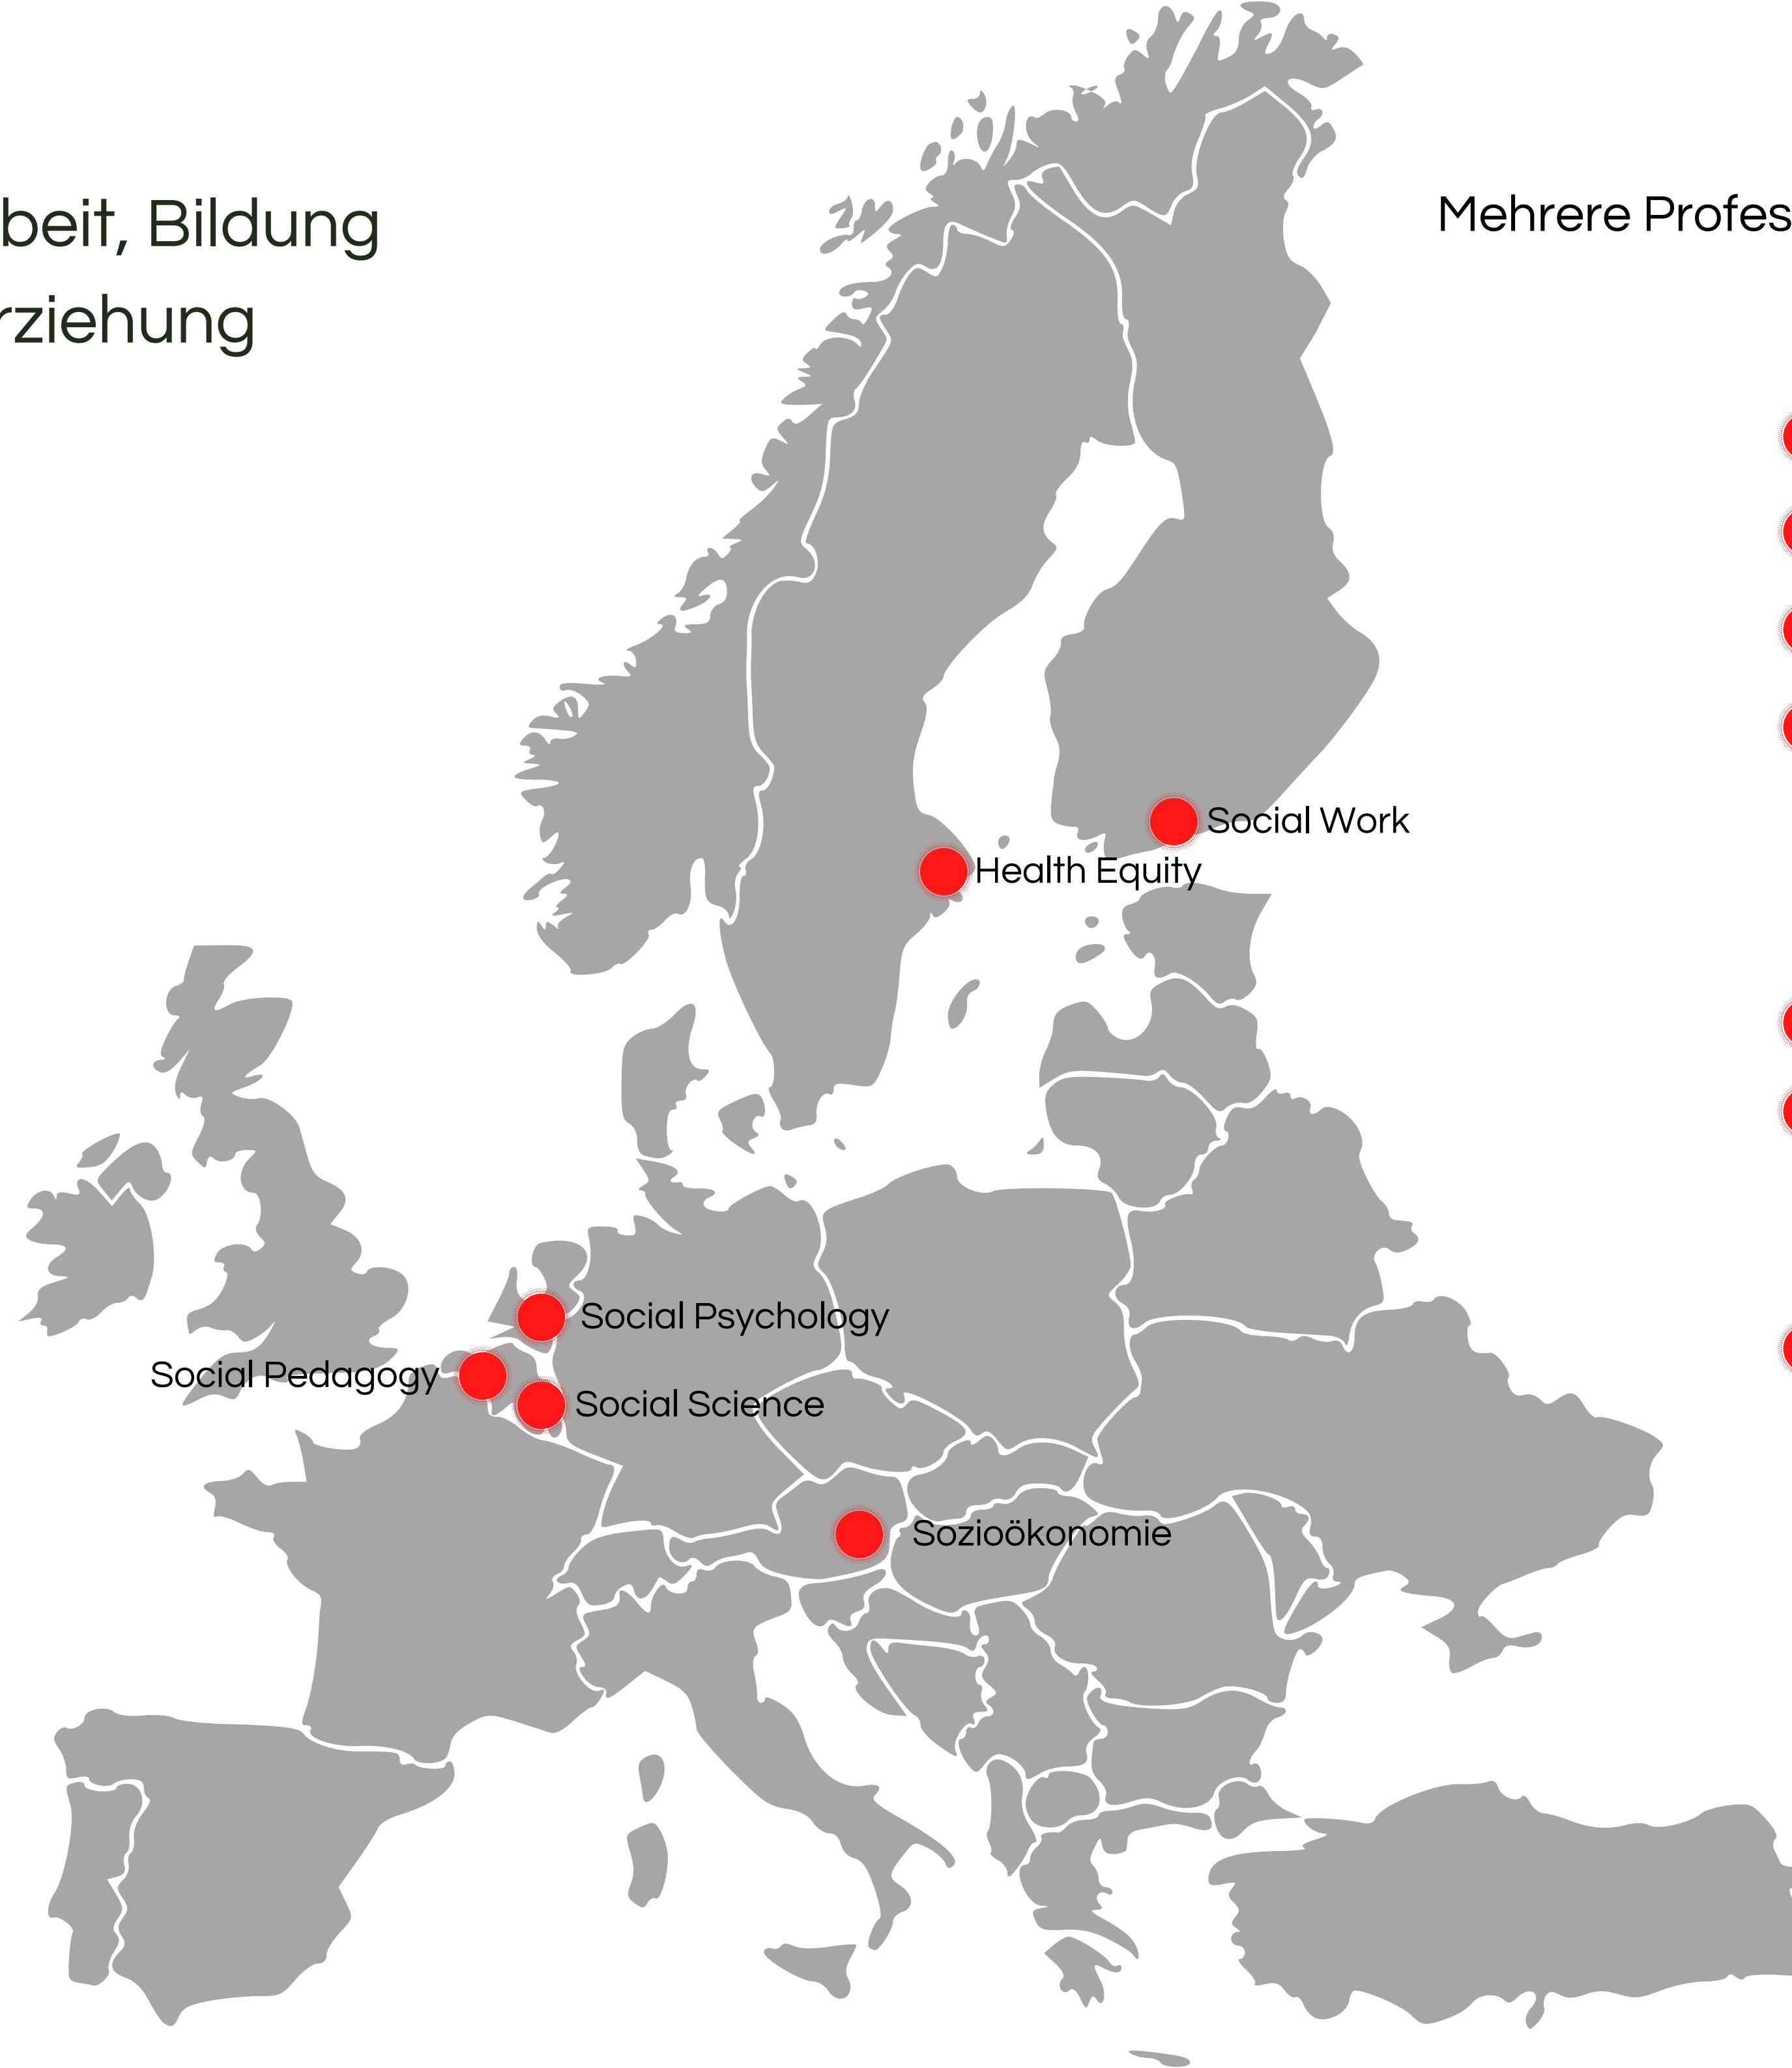 beit, Bildung
rziehung
Mehrere Profes
Social Work
Health Equity
Social Psychology
Social Pedagogy
Social Science
Sozioökonomie